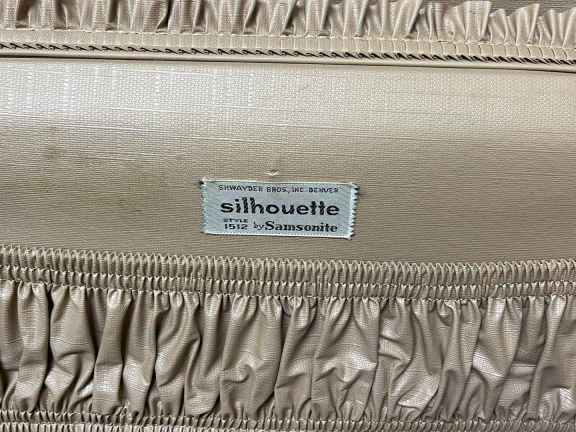 SHWAYDER BROS., INC. DENVER
silhouette
STYLE 1512 by Samsonite